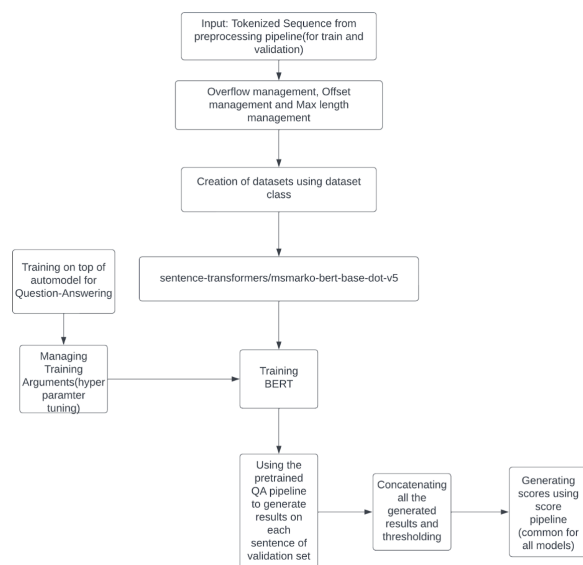 Input: Tokenized Sequence from
preprocessing pipeline(for train and
validation)
Overflow management, Offset
management and Max length
management
Creation of datasets using dataset
class
Training on top of
automodel for
Question-Answering
sentence-transformers/msmarko-bert-base-dot-v5
Managing
Training
Arguments(hyper
paramter
tuning)
Training
BERT
Using the
pretrained
QA pipeline
to generate
results on
each
sentence of
validation set
Concatenating
all the
generated
results and
thresholding
Generating
scores using
score
pipeline
(common for
all models)